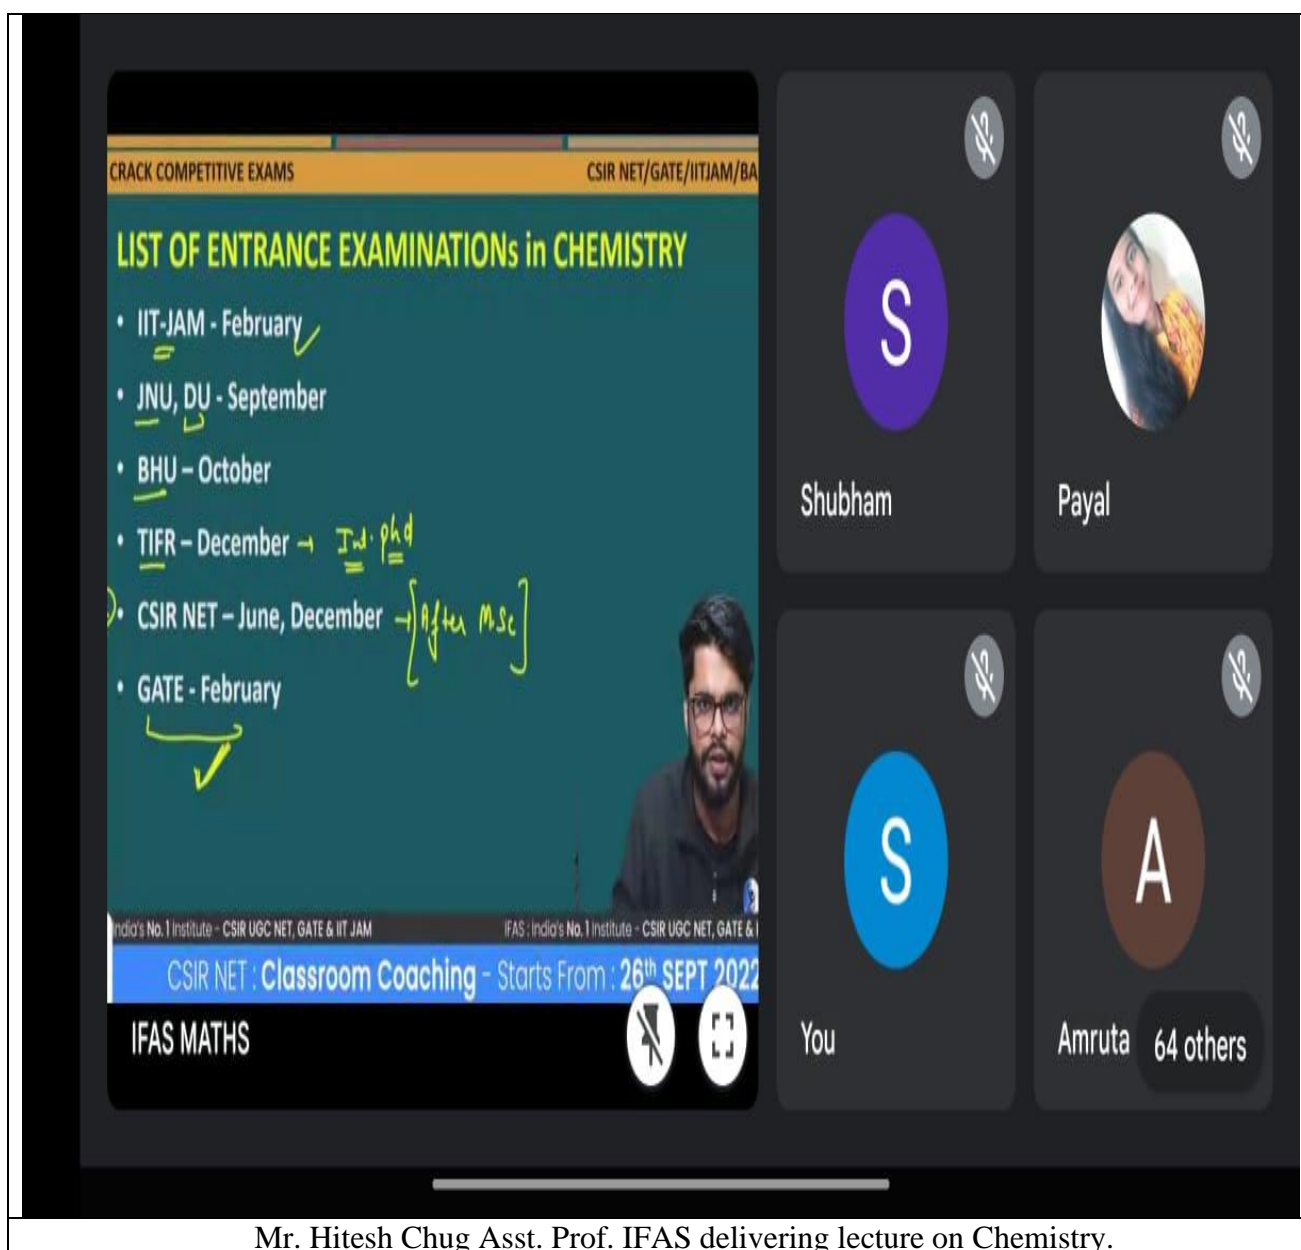 CRACK COMPETITIVE EXAMS
CSIR NET/GATE/IITJAM/BA
LIST OF ENTRANCE EXAMINATIONs in CHEMISTRY
• IIT-JAM - February
• JNU, DU - September
• BHU – October
• TIFR – December → Int. phd
• CSIR NET – June, December → [After M.Sc]
• GATE - February
India's No. 1 Institute - CSIR UGC NET, GATE & IIT JAM
IFAS : India's No. 1 Institute - CSIR UGC NET, GATE & I
CSIR NET : Classroom Coaching - Starts From : 26th SEPT 2022
IFAS MATHS
S
Shubham
Payal
S
You
A
Amruta
64 others
Mr. Hitesh Chug Asst. Prof. IFAS delivering lecture on Chemistry.